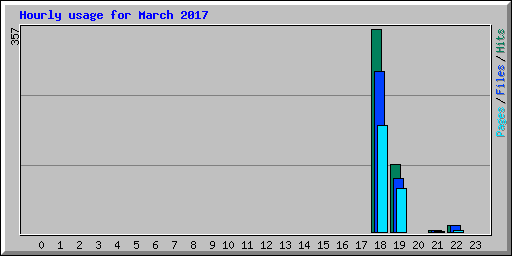 Hourly usage for March 2017
357
Pages/Files/Hits
0 1 2 3 4 5 6 7 8 9 10 11 12 13 14 15 16 17 18 19 20 21 22 23